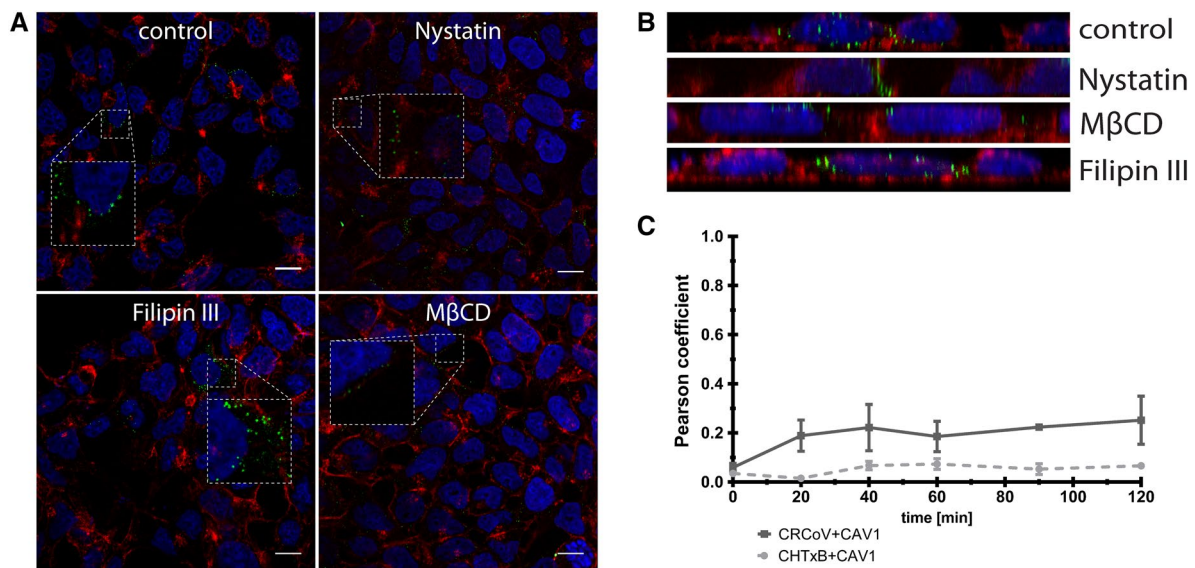 A
control
Nystatin
Filipin III
MβCD
B
control
Nystatin
MβCD
Filipin III
C
Pearson coefficient
1.0
0.8
0.6
0.4
0.2
0.0
0 20 40 60 80 100 120
time [min]
CRCoV+CAV1
CHTxB+CAV1